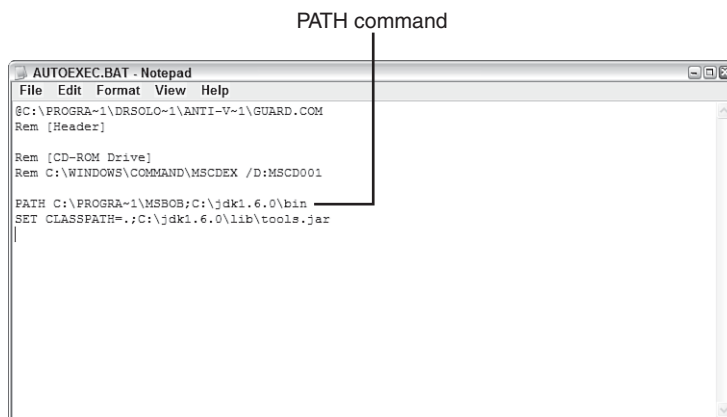 PATH command
AUTOEXEC.BAT - Notepad
File Edit Format View Help
@C:\PROGRA~1\DRSOLO~1\ANTI-V~1\GUARD.COM
Rem [Header]
Rem [CD-ROM Drive]
Rem C:\WINDOWS\COMMAND\MSCDEX /D:MSCD001
PATH C:\PROGRA~1\MSBOB;C:\jdk1.6.0\bin
SET CLASSPATH=.;C:\jdk1.6.0\lib\tools.jar